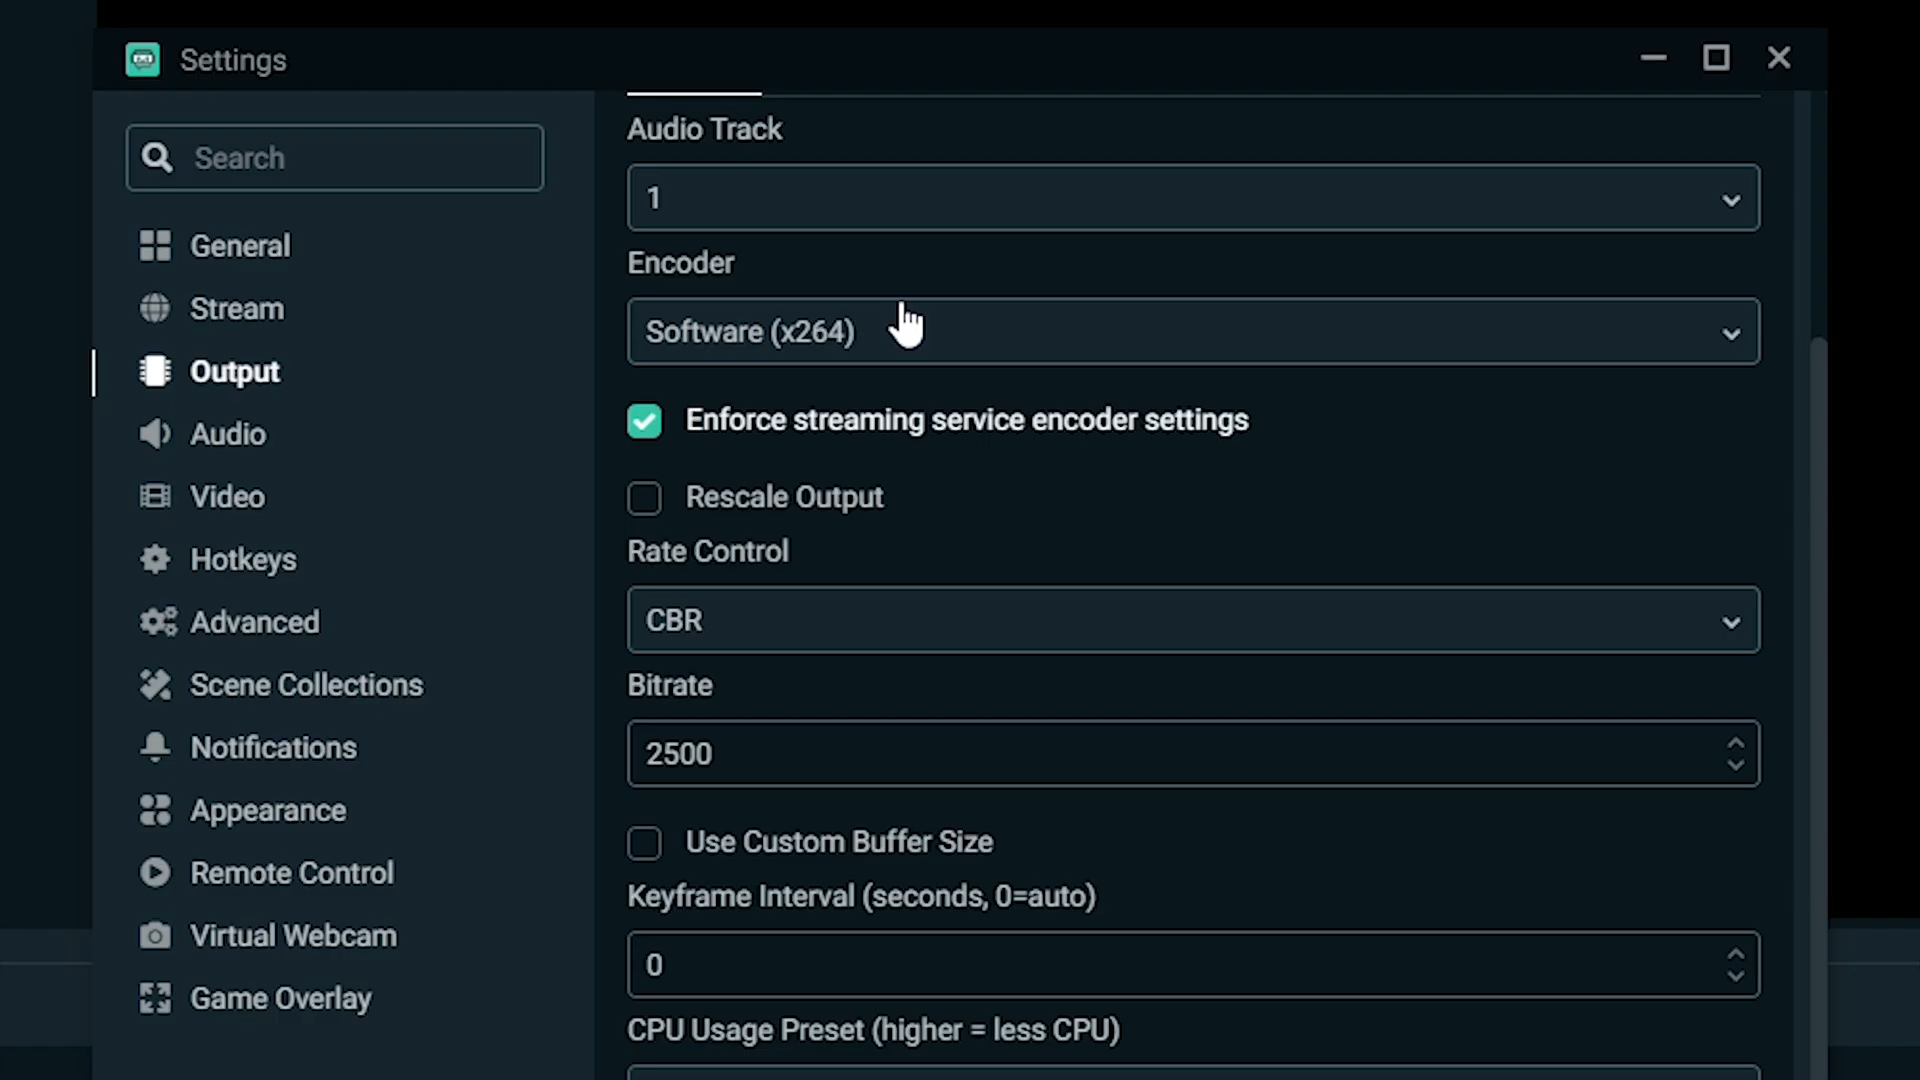 Settings
Search
General
Stream
Output
Audio
Video
Hotkeys
Advanced
Scene Collections
Notifications
Appearance
Remote Control
Virtual Webcam
Game Overlay
Audio Track
1
Encoder
Software (x264)
Enforce streaming service encoder settings
Rescale Output
Rate Control
CBR
Bitrate
2500
Use Custom Buffer Size
Keyframe Interval (seconds, 0=auto)
0
CPU Usage Preset (higher = less CPU)